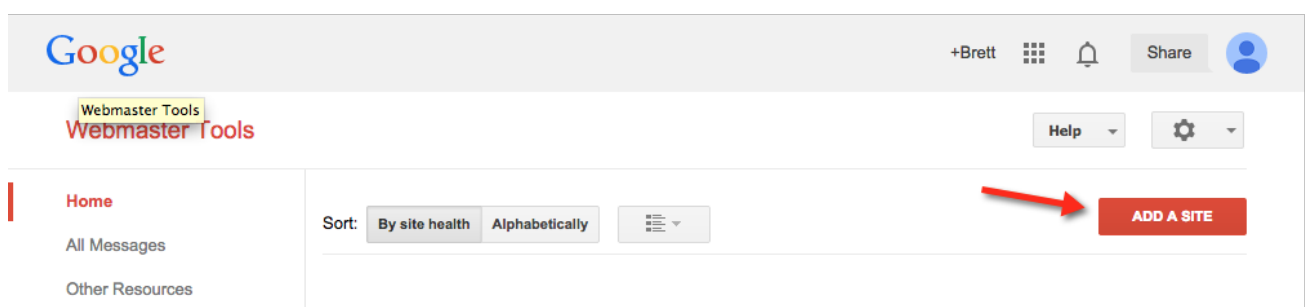 Google
+Brett
Share
Webmaster Tools
Webmaster Tools
Help
Home
All Messages
Other Resources
Sort: By site health Alphabetically
ADD A SITE